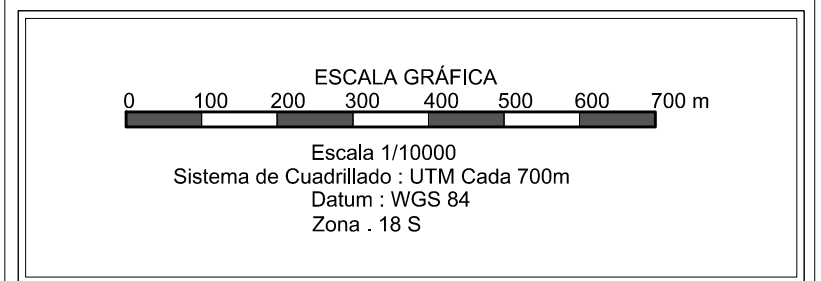 ESCALA GRÁFICA
0 100 200 300 400 500 600 700 m
Escala 1/10000
Sistema de Cuadrillado : UTM Cada 700m
Datum : WGS 84
Zona . 18 S